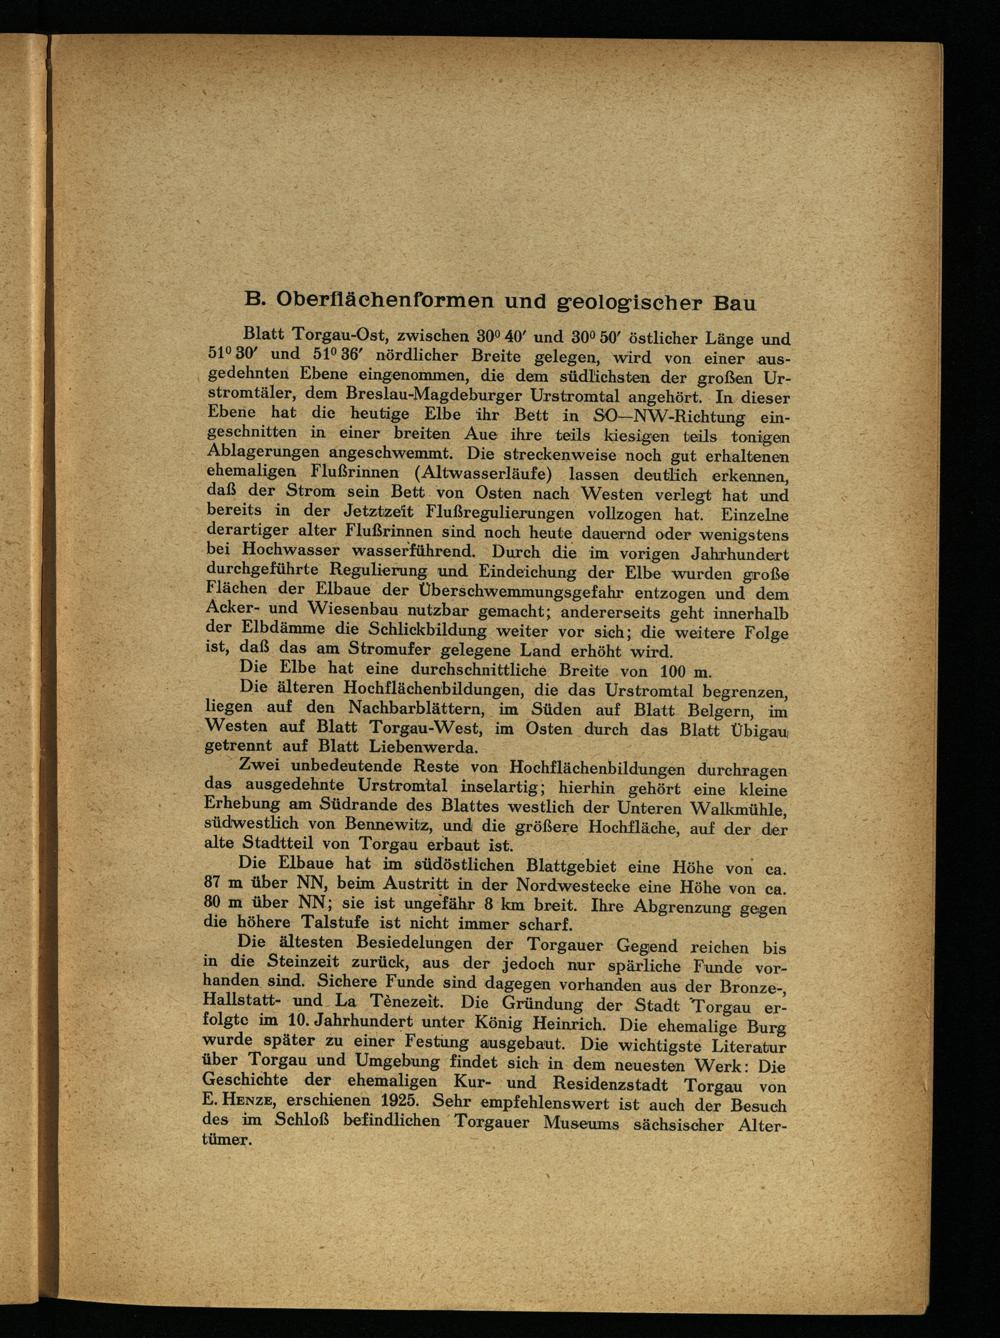 B. Oberflächenformen und geologischer Bau
Blatt Torgau-Ost, zwischen 30⁰ 40′ und 30⁰ 50′ östlicher Länge und
51⁰ 30′ und 51⁰ 36′ nördlicher Breite gelegen, wird von einer aus-
gedehnten Ebene eingenommen, die dem südlichsten der großen Ur-
stromtäler, dem Breslau-Magdeburger Urstromtal angehört. In dieser
Ebene hat die heutige Elbe ihr Bett in SO—NW-Richtung ein-
geschnitten in einer breiten Aue ihre teils kiesigen teils tonigen
Ablagerungen angeschwemmt. Die streckenweise noch gut erhaltenen
ehemaligen Flußrinnen (Altwasserläufe) lassen deutlich erkennen,
daß der Strom sein Bett von Osten nach Westen verlegt hat und
bereits in der Jetztzeit Flußregulierungen vollzogen hat. Einzelne
derartiger alter Flußrinnen sind noch heute dauernd oder wenigstens
bei Hochwasser wasserführend. Durch die im vorigen Jahrhundert
durchgeführte Regulierung und Eindeichung der Elbe wurden große
Flächen der Elbaue der Überschwemmungsgefahr entzogen und dem
Acker- und Wiesenbau nutzbar gemacht; andererseits geht innerhalb
der Elbdämme die Schlickbildung weiter vor sich; die weitere Folge
ist, daß das am Stromufer gelegene Land erhöht wird.
Die Elbe hat eine durchschnittliche Breite von 100 m.
Die älteren Hochflächenbildungen, die das Urstromtal begrenzen,
liegen auf den Nachbarblättern, im Süden auf Blatt Belgern, im
Westen auf Blatt Torgau-West, im Osten durch das Blatt Übigau
getrennt auf Blatt Liebenwerda.
Zwei unbedeutende Reste von Hochflächenbildungen durchragen
das ausgedehnte Urstromtal inselartig; hierhin gehört eine kleine
Erhebung am Südrande des Blattes westlich der Unteren Walkmühle,
südwestlich von Bennewitz, und die größere Hochfläche, auf der der
alte Stadtteil von Torgau erbaut ist.
Die Elbaue hat im südöstlichen Blattgebiet eine Höhe von ca.
87 m über NN, beim Austritt in der Nordwestecke eine Höhe von ca.
80 m über NN; sie ist ungefähr 8 km breit. Ihre Abgrenzung gegen
die höhere Talstufe ist nicht immer scharf.
Die ältesten Besiedelungen der Torgauer Gegend reichen bis
in die Steinzeit zurück, aus der jedoch nur spärliche Funde vor-
handen sind. Sichere Funde sind dagegen vorhanden aus der Bronze-,
Hallstatt- und La Tènezeit. Die Gründung der Stadt Torgau er-
folgte im 10. Jahrhundert unter König Heinrich. Die ehemalige Burg
wurde später zu einer Festung ausgebaut. Die wichtigste Literatur
über Torgau und Umgebung findet sich in dem neuesten Werk: Die
Geschichte der ehemaligen Kur- und Residenzstadt Torgau von
E. HENZE, erschienen 1925. Sehr empfehlenswert ist auch der Besuch
des im Schloß befindlichen Torgauer Museums sächsischer Alter-
tümer.